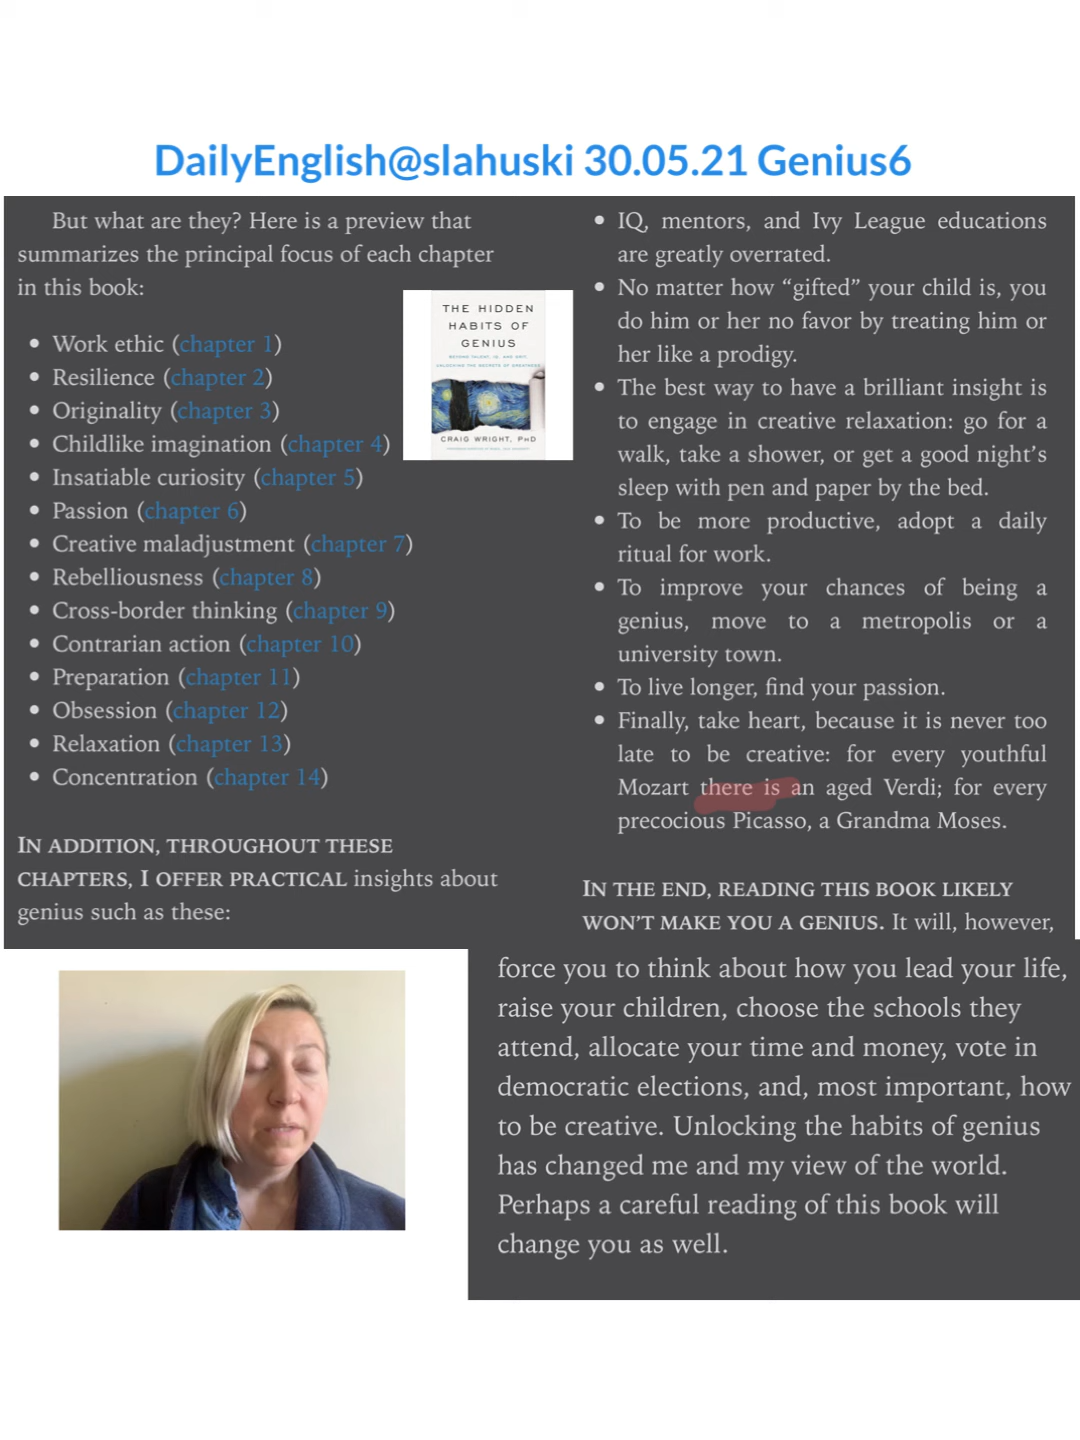 DailyEnglish@slahuski 30.05.21 Genius6
But what are they? Here is a preview that
summarizes the principal focus of each chapter
in this book:
• Work ethic (chapter 1)
• Resilience (chapter 2)
• Originality (chapter 3)
• Childlike imagination (chapter 4)
• Insatiable curiosity (chapter 5)
• Passion (chapter 6)
• Creative maladjustment (chapter 7)
• Rebelliousness (chapter 8)
• Cross-border thinking (chapter 9)
• Contrarian action (chapter 10)
• Preparation (chapter 11)
• Obsession (chapter 12)
• Relaxation (chapter 13)
• Concentration (chapter 14)
IN ADDITION, THROUGHOUT THESE
CHAPTERS, I OFFER PRACTICAL insights about
genius such as these:
THE HIDDEN
HABITS OF
GENIUS
BEYOND TALENT, IQ, AND GRIT,
UNLOCKING THE SECRETS OF GREATNESS
CRAIG WRIGHT, PHD
• IQ, mentors, and Ivy League educations
are greatly overrated.
• No matter how “gifted” your child is, you
do him or her no favor by treating him or
her like a prodigy.
• The best way to have a brilliant insight is
to engage in creative relaxation: go for a
walk, take a shower, or get a good night’s
sleep with pen and paper by the bed.
• To be more productive, adopt a daily
ritual for work.
• To improve your chances of being a
genius, move to a metropolis or a
university town.
• To live longer, find your passion.
• Finally, take heart, because it is never too
late to be creative: for every youthful
Mozart there is an aged Verdi; for every
precocious Picasso, a Grandma Moses.
IN THE END, READING THIS BOOK LIKELY
WON’T MAKE YOU A GENIUS. It will, however,
force you to think about how you lead your life,
raise your children, choose the schools they
attend, allocate your time and money, vote in
democratic elections, and, most important, how
to be creative. Unlocking the habits of genius
has changed me and my view of the world.
Perhaps a careful reading of this book will
change you as well.